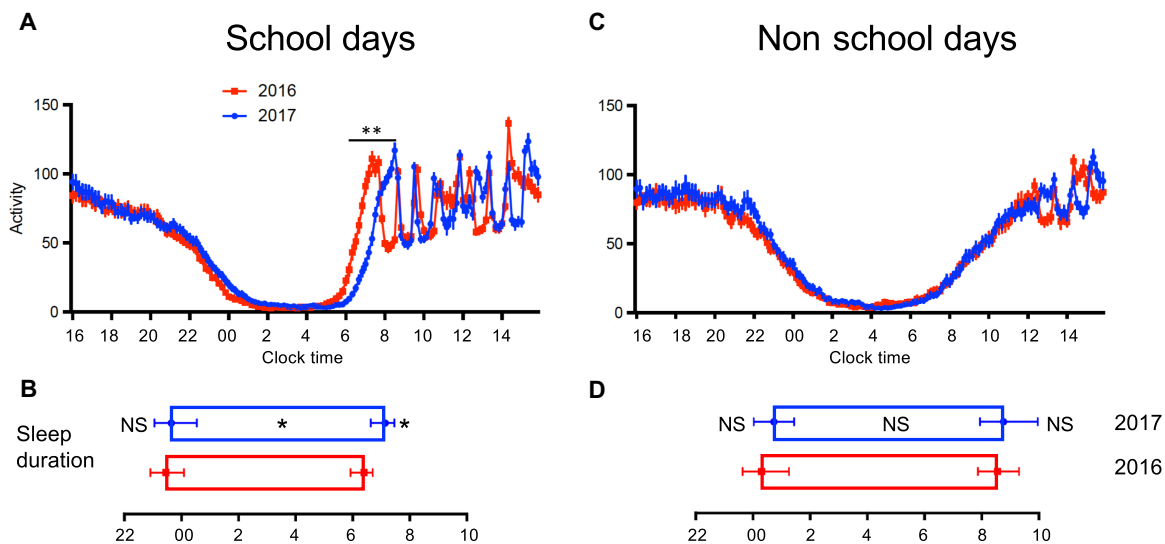 A
School days
2016
2017
**
150
100
50
0
Activity
16 18 20 22 00 2 4 6 8 10 12 14
Clock time
C
Non school days
150
100
50
0
16 18 20 22 00 2 4 6 8 10 12 14
Clock time
B
Sleep
duration
NS * *
22 00 2 4 6 8 10
D
NS NS NS 2017
2016
22 00 2 4 6 8 10